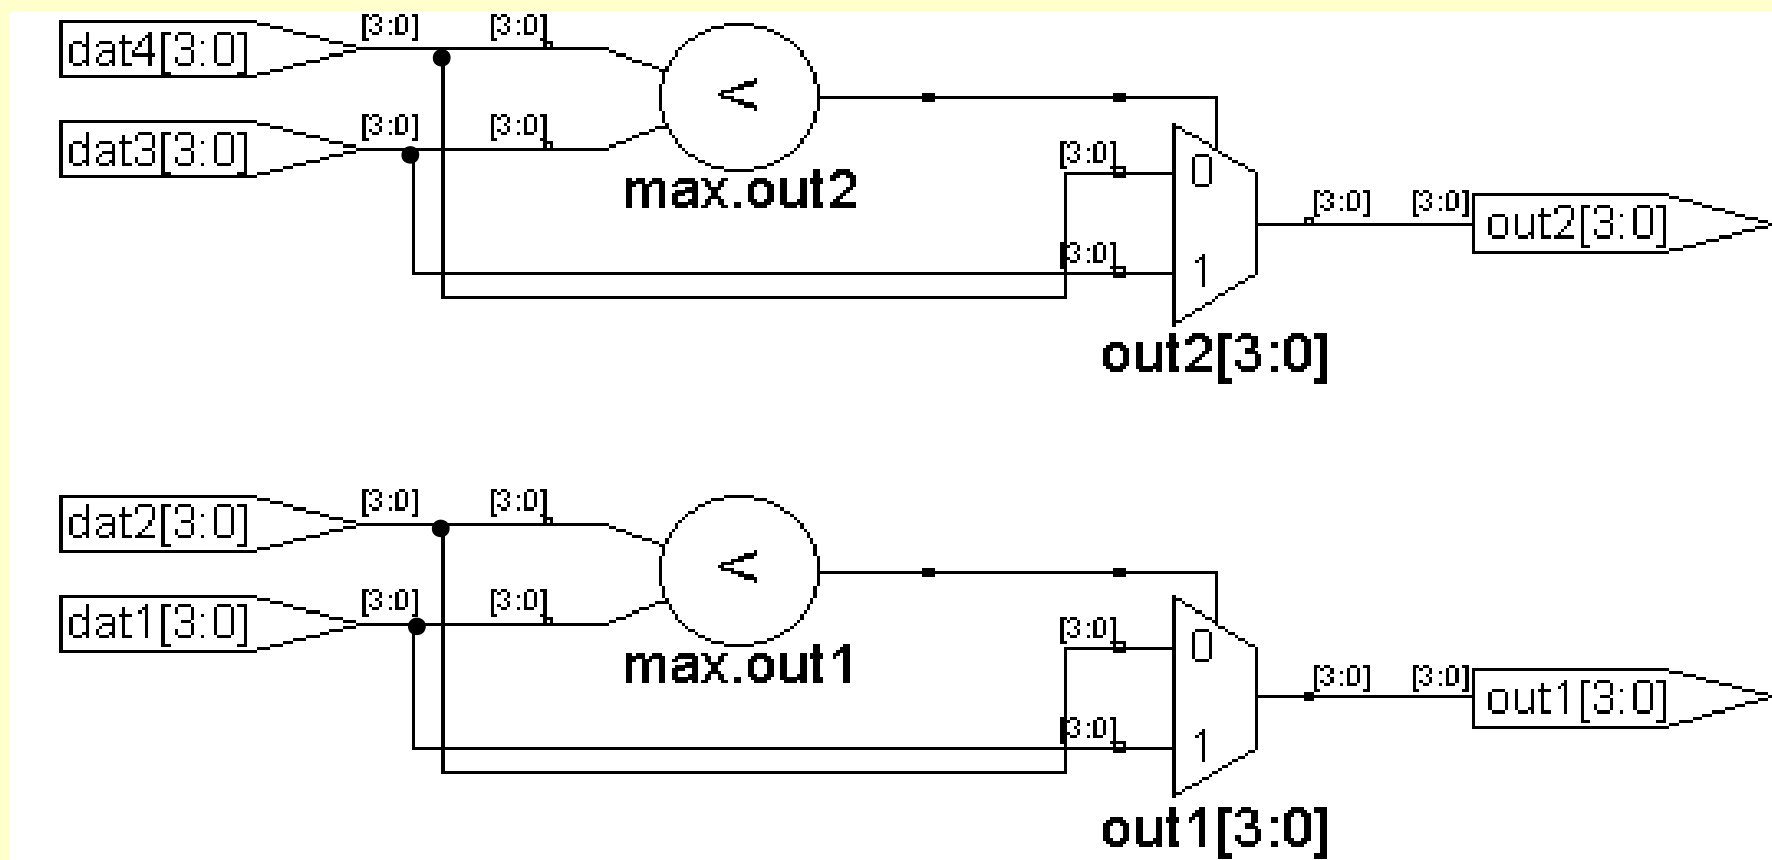 dat4[3:0] [3:0] [3:0]
<
dat3[3:0] [3:0] [3:0]
max.out2
[3:0] 0
[3:0] [3:0] out2[3:0]
[3:0] 1
out2[3:0]
dat2[3:0] [3:0] [3:0]
<
dat1[3:0] [3:0] [3:0]
max.out1
[3:0] 0
[3:0] [3:0] out1[3:0]
[3:0] 1
out1[3:0]